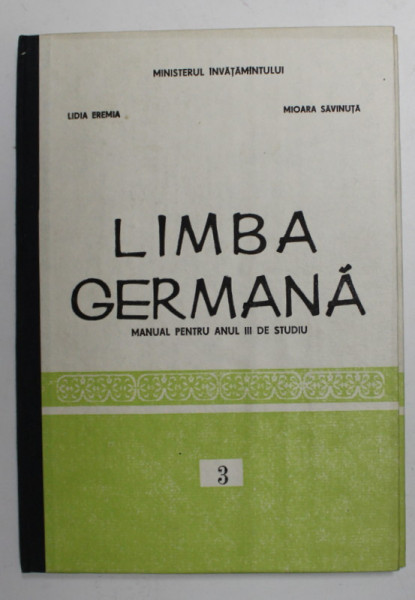 MINISTERUL ÎNVĂȚĂMÎNTULUI
LIDIA EREMIA
MIOARA SĂVINUȚĂ
LIMBA
GERMANĂ
MANUAL PENTRU ANUL III DE STUDIU
3